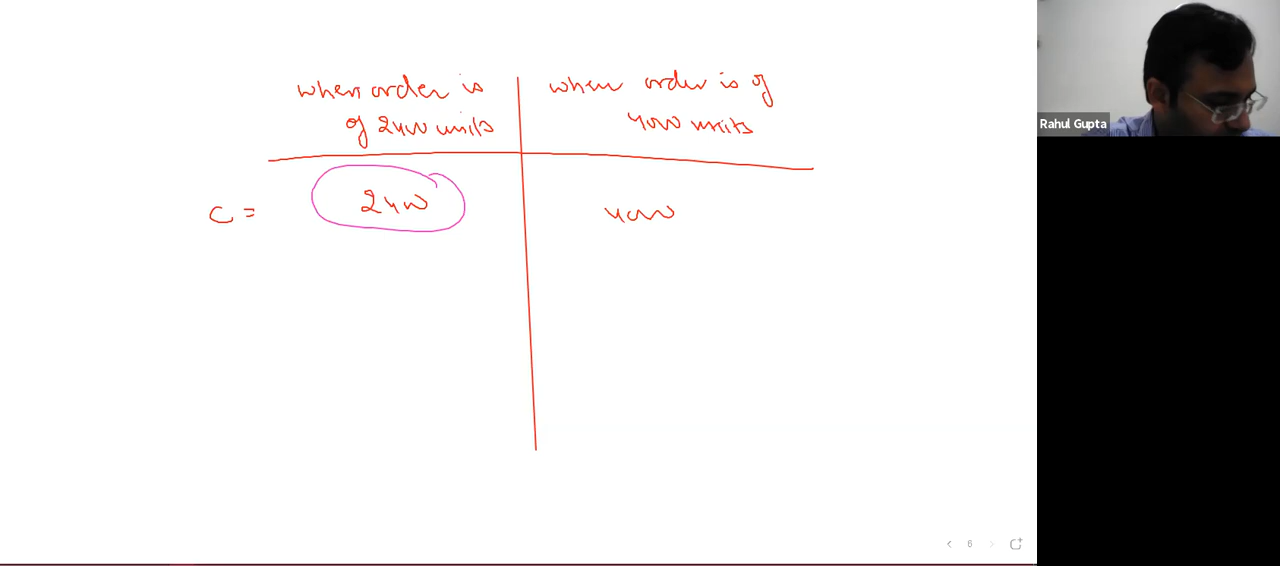 when order is
of 2400 units
when order is of
4000 units
C = 2400 4000
Rahul Gupta
6